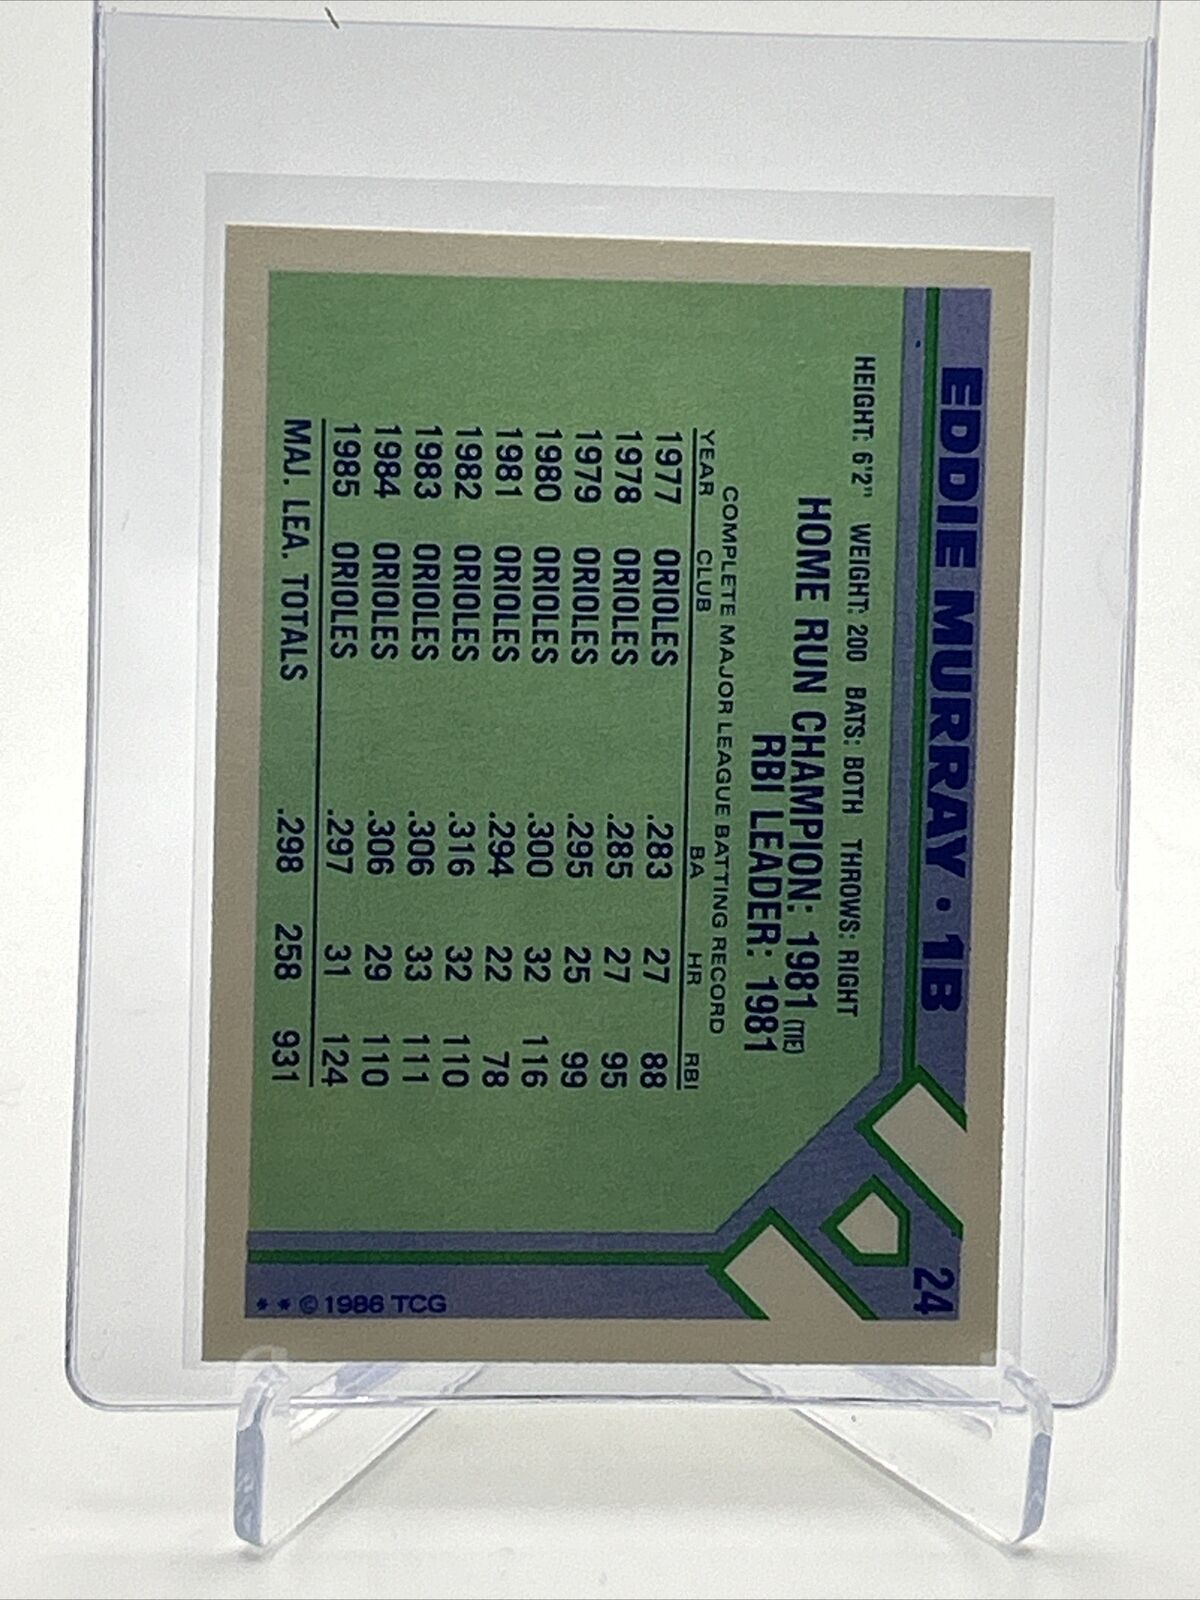 EDDIE MURRAY · 1B
24
HEIGHT: 6'2" WEIGHT: 200 BATS: BOTH THROWS: RIGHT
HOME RUN CHAMPION: 1981 (TIE)
RBI LEADER: 1981
COMPLETE MAJOR LEAGUE BATTING RECORD
YEAR CLUB BA HR RBI
1977 ORIOLES .283 27 88
1978 ORIOLES .285 27 95
1979 ORIOLES .295 25 99
1980 ORIOLES .300 32 116
1981 ORIOLES .294 22 78
1982 ORIOLES .316 32 110
1983 ORIOLES .306 33 111
1984 ORIOLES .306 29 110
1985 ORIOLES .297 31 124
MAJ. LEA. TOTALS .298 258 931
* * © 1986 TCG